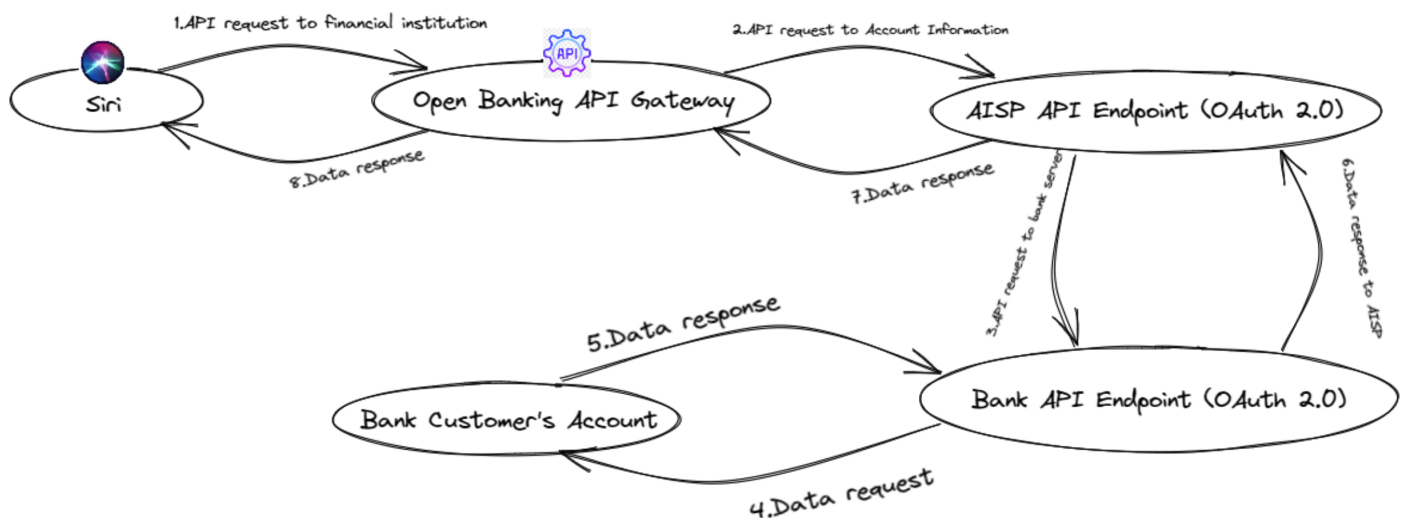 1.API request to financial institution
2.API request to Account Information
API
Siri
Open Banking API Gateway
AISP API Endpoint (OAuth 2.0)
8.Data response
7.Data response
3.API request to bank server
6.Data response to AISP
5.Data response
Bank Customer's Account
Bank API Endpoint (OAuth 2.0)
4.Data request